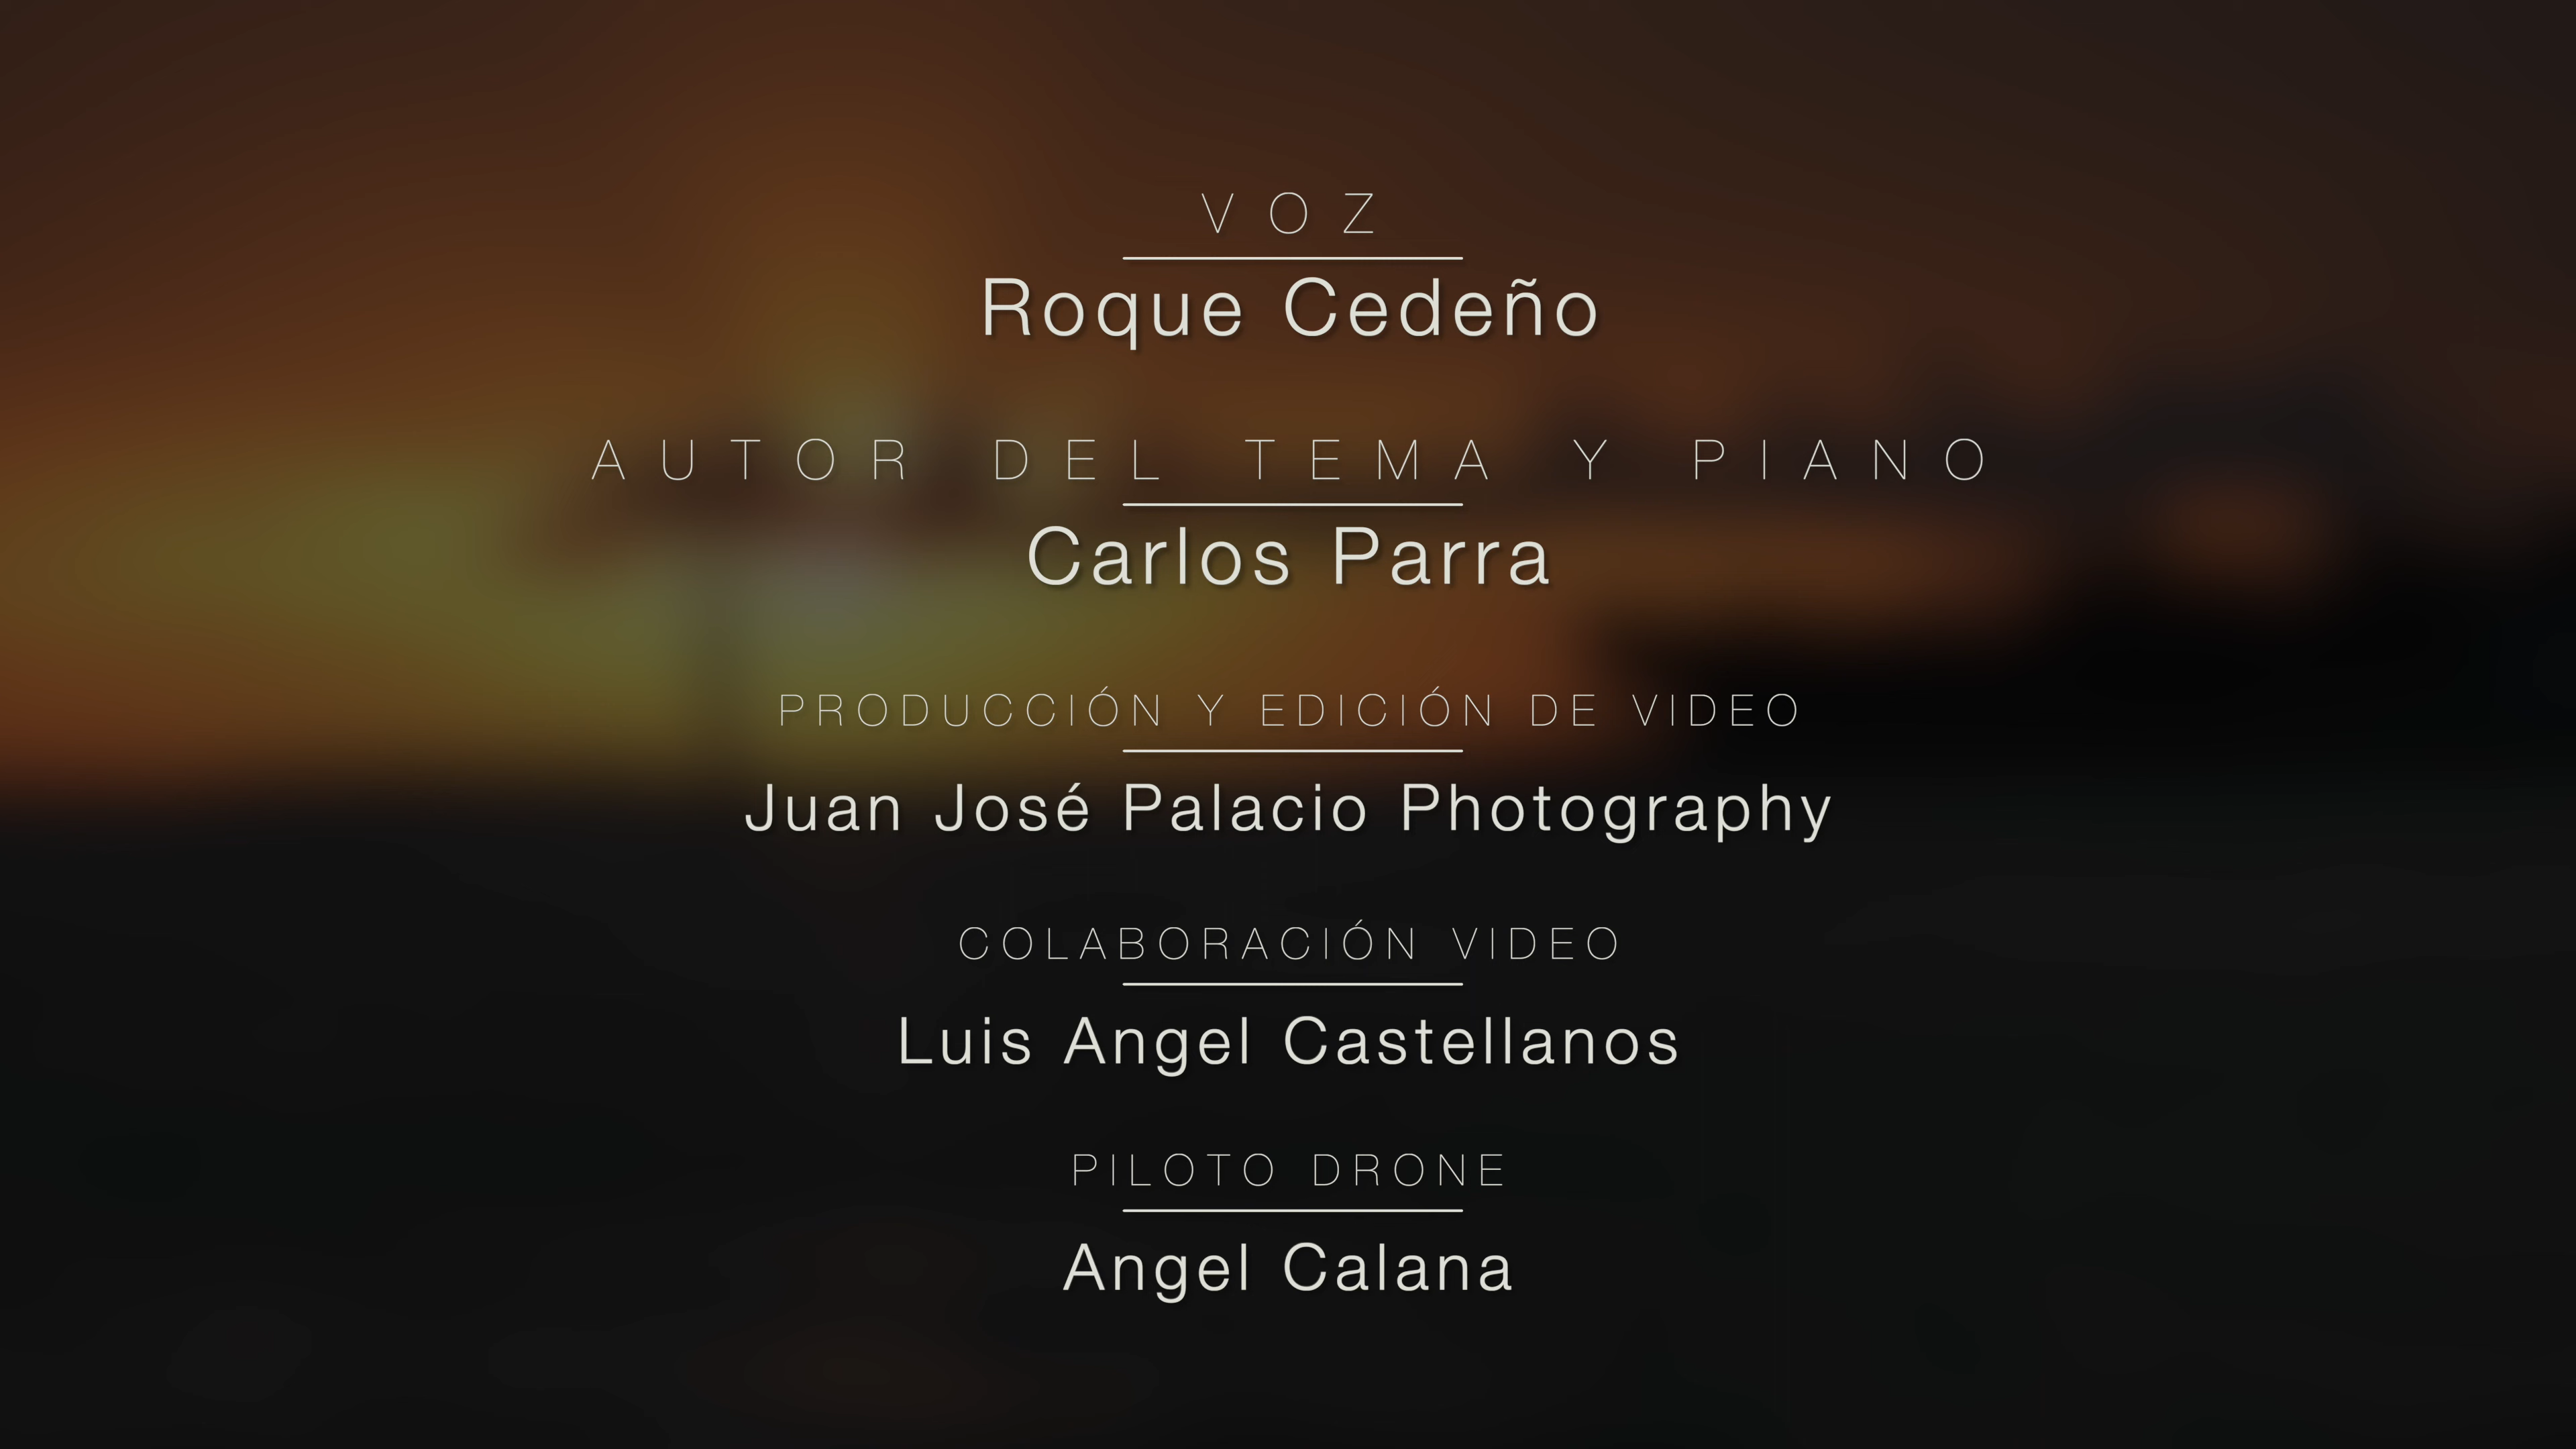 VOZ
Roque Cedeño
AUTOR DEL TEMA Y PIANO
Carlos Parra
PRODUCCIÓN Y EDICIÓN DE VIDEO
Juan José Palacio Photography
COLABORACIÓN VIDEO
Luis Angel Castellanos
PILOTO DRONE
Angel Calana